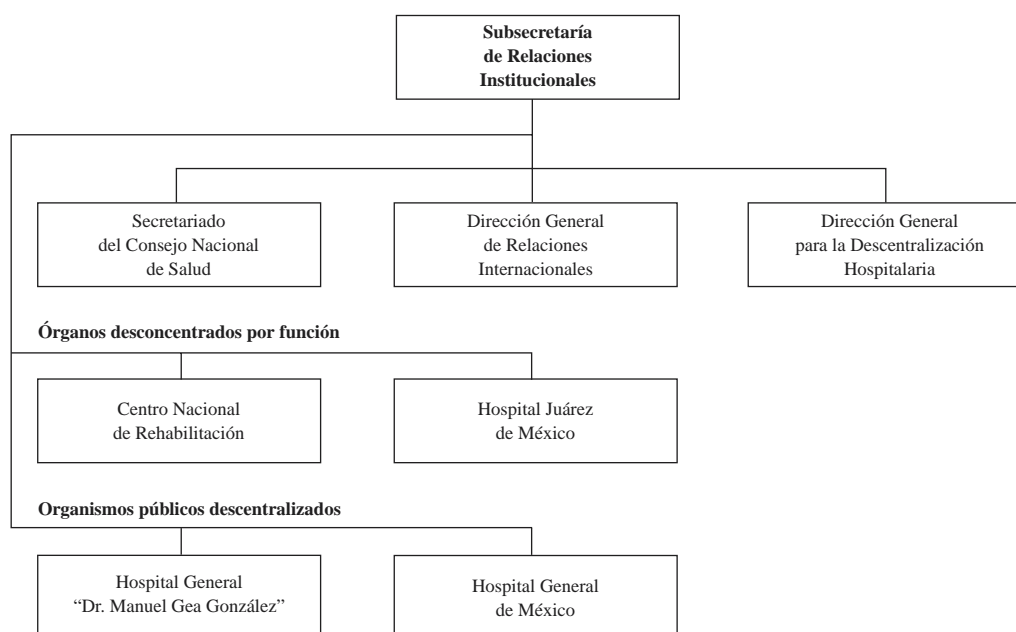 Subsecretaría
de Relaciones
Institucionales
Secretariado
del Consejo Nacional
de Salud
Dirección General
de Relaciones
Internacionales
Dirección General
para la Descentralización
Hospitalaria
Órganos desconcentrados por función
Centro Nacional
de Rehabilitación
Hospital Juárez
de México
Organismos públicos descentralizados
Hospital General
“Dr. Manuel Gea González”
Hospital General
de México